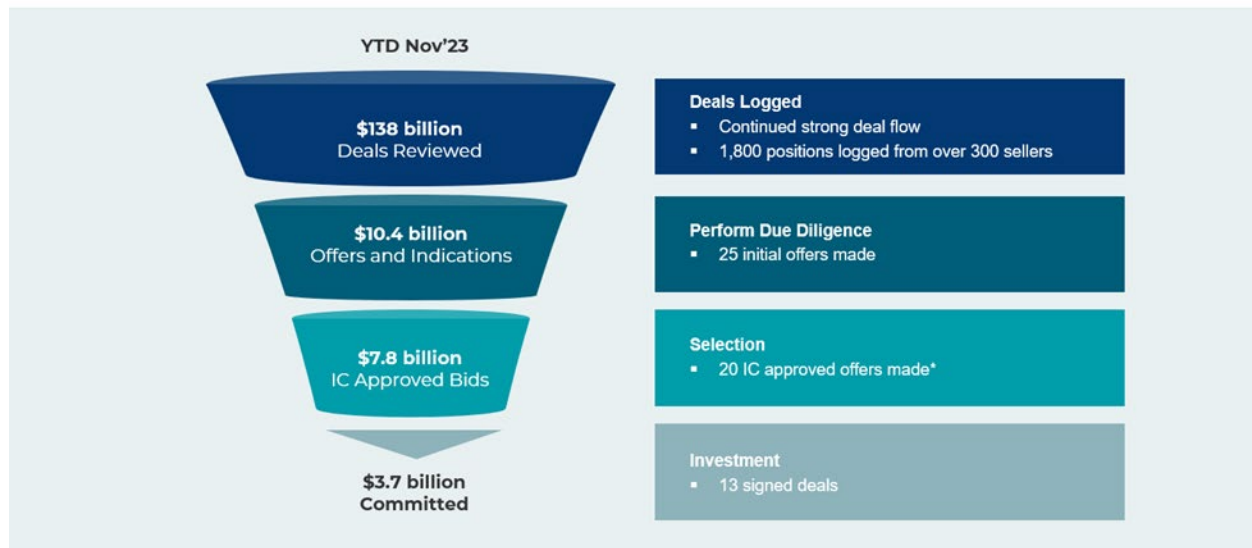 YTD Nov'23
$138 billion
Deals Reviewed
Deals Logged
▪ Continued strong deal flow
▪ 1,800 positions logged from over 300 sellers
$10.4 billion
Offers and Indications
Perform Due Diligence
▪ 25 initial offers made
$7.8 billion
IC Approved Bids
Selection
▪ 20 IC approved offers made*
$3.7 billion
Committed
Investment
▪ 13 signed deals